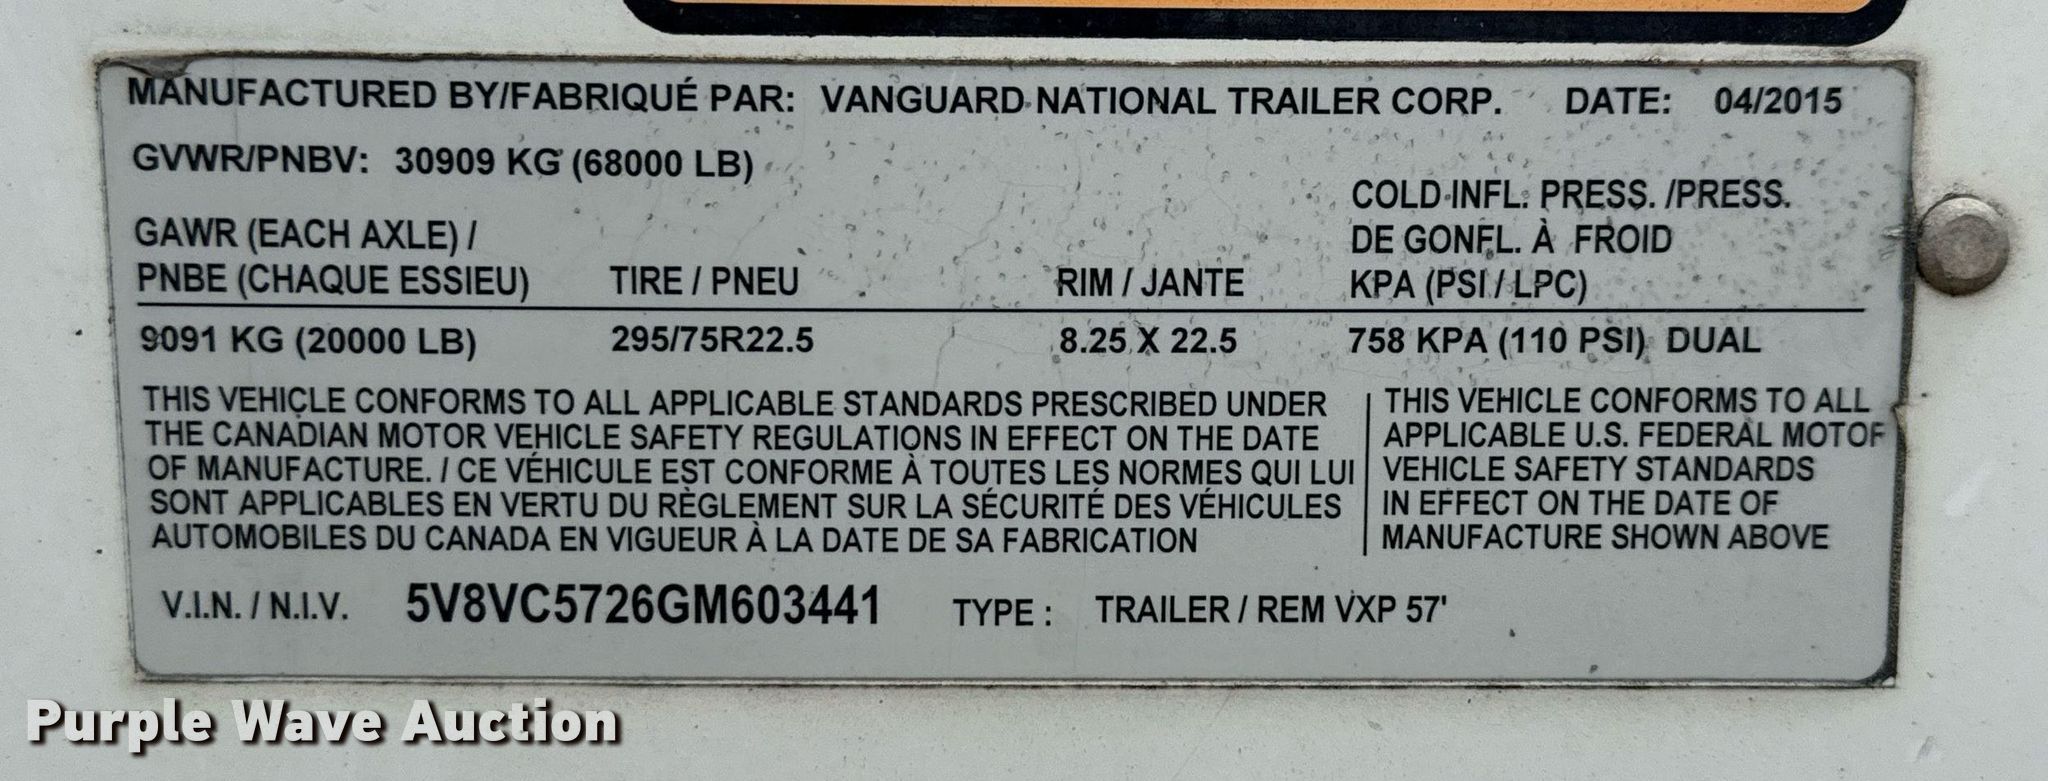 MANUFACTURED BY/FABRIQUÉ PAR: VANGUARD NATIONAL TRAILER CORP. DATE: 04/2015
GVWR/PNBV: 30909 KG (68000 LB)
COLD INFL. PRESS. /PRESS.
GAWR (EACH AXLE) / DE GONFL. À FROID
PNBE (CHAQUE ESSIEU) TIRE / PNEU RIM / JANTE KPA (PSI / LPC)
9091 KG (20000 LB) 295/75R22.5 8.25 X 22.5 758 KPA (110 PSI) DUAL
THIS VEHICLE CONFORMS TO ALL APPLICABLE STANDARDS PRESCRIBED UNDER
THE CANADIAN MOTOR VEHICLE SAFETY REGULATIONS IN EFFECT ON THE DATE
OF MANUFACTURE. / CE VÉHICULE EST CONFORME À TOUTES LES NORMES QUI LUI
SONT APPLICABLES EN VERTU DU RÈGLEMENT SUR LA SÉCURITÉ DES VÉHICULES
AUTOMOBILES DU CANADA EN VIGUEUR À LA DATE DE SA FABRICATION
THIS VEHICLE CONFORMS TO ALL
APPLICABLE U.S. FEDERAL MOTOR
VEHICLE SAFETY STANDARDS
IN EFFECT ON THE DATE OF
MANUFACTURE SHOWN ABOVE
V.I.N. / N.I.V. 5V8VC5726GM603441 TYPE : TRAILER / REM VXP 57'
Purple Wave Auction